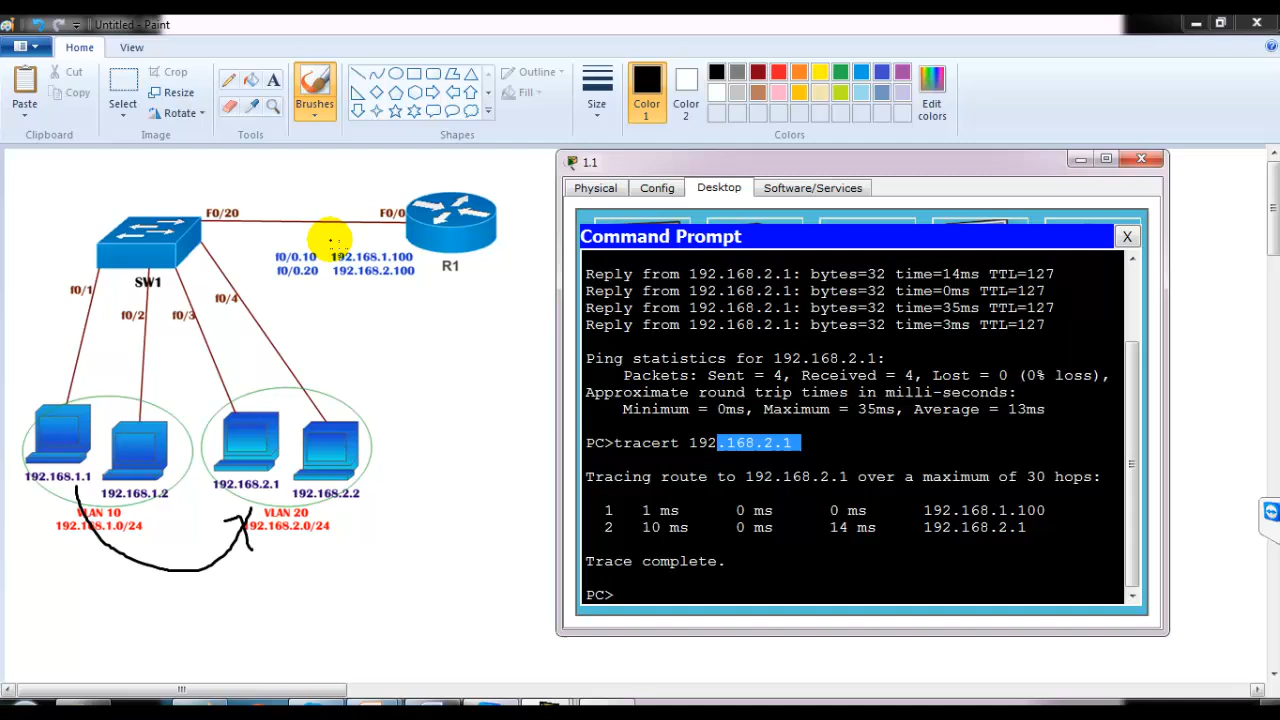 Untitled - Paint
Home View
Paste
Cut
Copy
Clipboard
Select
Crop
Resize
Rotate
Image
A
Tools
Brushes
Outline
Fill
Shapes
Size
Color 1
Color 2
Edit colors
Colors
F0/20 F0/0
f0/0.10 192.168.1.100
f0/0.20 192.168.2.100
R1
SW1
f0/1
f0/2
f0/3
f0/4
192.168.1.1
192.168.1.2
192.168.2.1
192.168.2.2
VLAN 10
192.168.1.0/24
VLAN 20
192.168.2.0/24
1.1
Physical Config Desktop Software/Services
Command Prompt X
Reply from 192.168.2.1: bytes=32 time=14ms TTL=127
Reply from 192.168.2.1: bytes=32 time=0ms TTL=127
Reply from 192.168.2.1: bytes=32 time=35ms TTL=127
Reply from 192.168.2.1: bytes=32 time=3ms TTL=127
Ping statistics for 192.168.2.1:
Packets: Sent = 4, Received = 4, Lost = 0 (0% loss),
Approximate round trip times in milli-seconds:
Minimum = 0ms, Maximum = 35ms, Average = 13ms
PC>tracert 192.168.2.1
Tracing route to 192.168.2.1 over a maximum of 30 hops:
1 1 ms 0 ms 0 ms 192.168.1.100
2 10 ms 0 ms 14 ms 192.168.2.1
Trace complete.
PC>